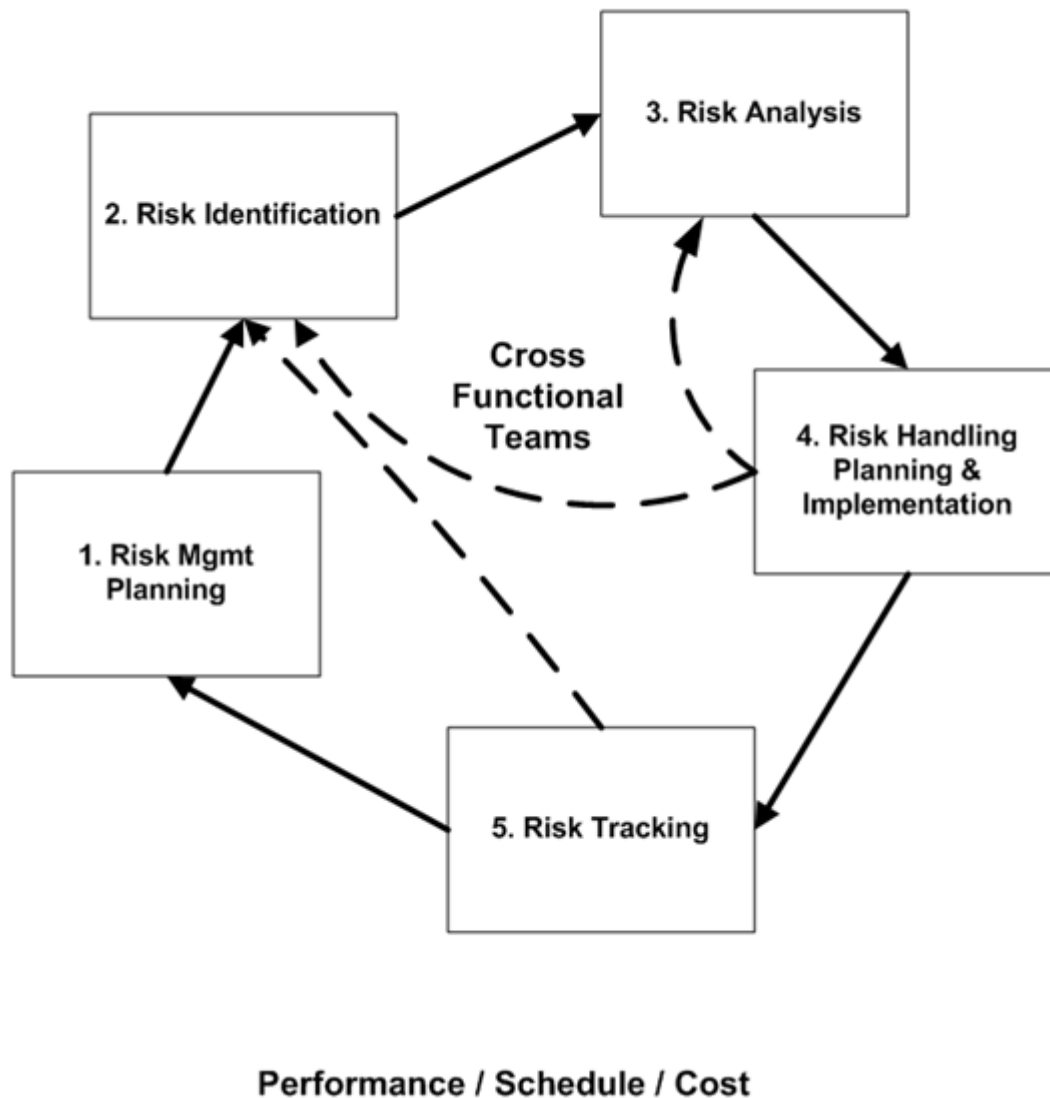 3. Risk Analysis
2. Risk Identification
Cross
Functional
Teams
4. Risk Handling
Planning &
Implementation
1. Risk Mgmt
Planning
5. Risk Tracking
Performance / Schedule / Cost